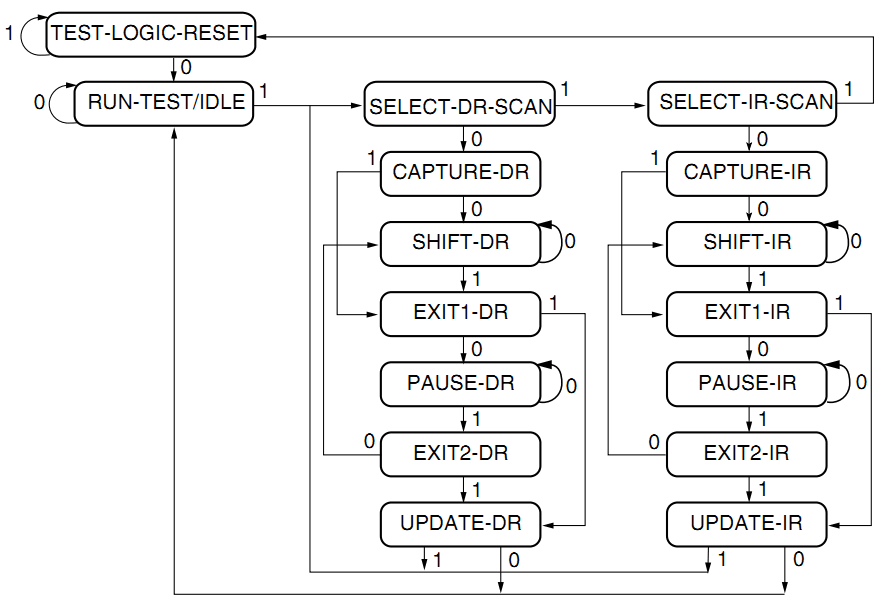 1 TEST-LOGIC-RESET
0
0 RUN-TEST/IDLE 1
SELECT-DR-SCAN 1
SELECT-IR-SCAN 1
0 0
1 CAPTURE-DR
1 CAPTURE-IR
0 0
SHIFT-DR 0
SHIFT-IR 0
1 1
EXIT1-DR 1
EXIT1-IR 1
0 0
PAUSE-DR 0
PAUSE-IR 0
1 1
0 EXIT2-DR
0 EXIT2-IR
1 1
UPDATE-DR
UPDATE-IR
1 0
1 0